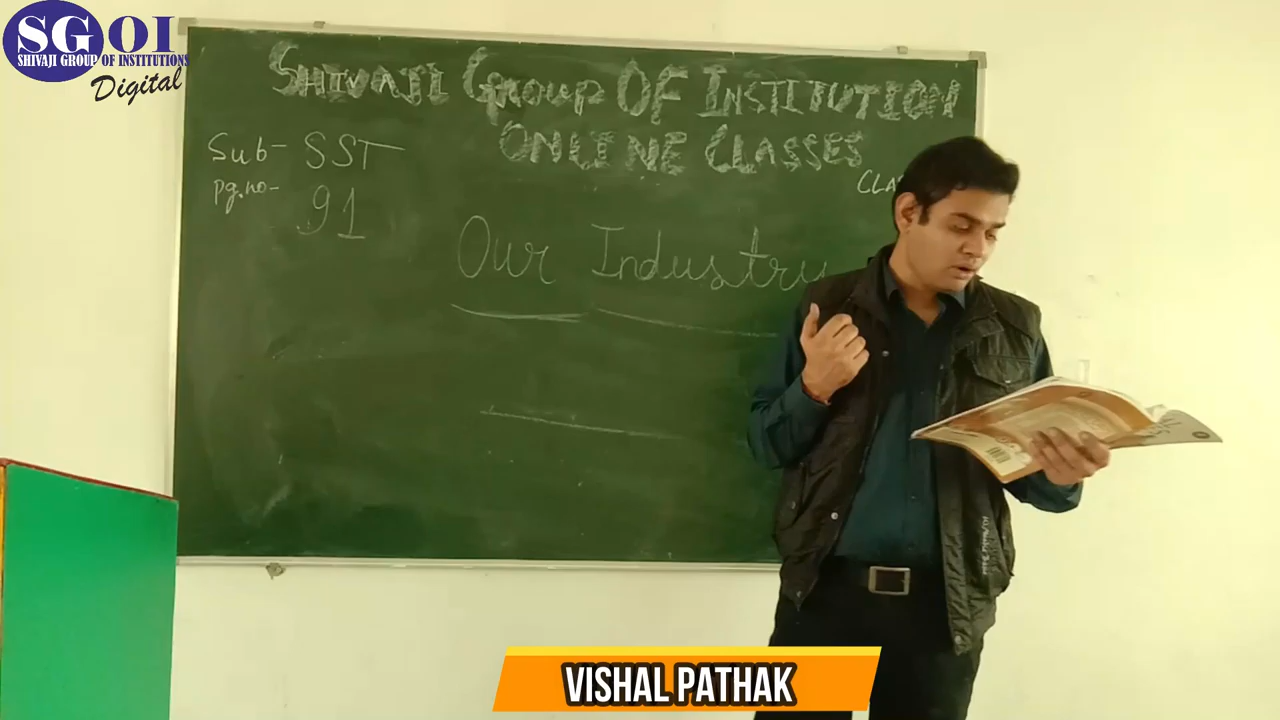 SGOI
SHIVAJI GROUP OF INSTITUTIONS
Digital
SHIVAJI GROUP OF INSTITUTION
ONLINE CLASSES
Sub- SST
pg.no- 91
Our Industry
VISHAL PATHAK